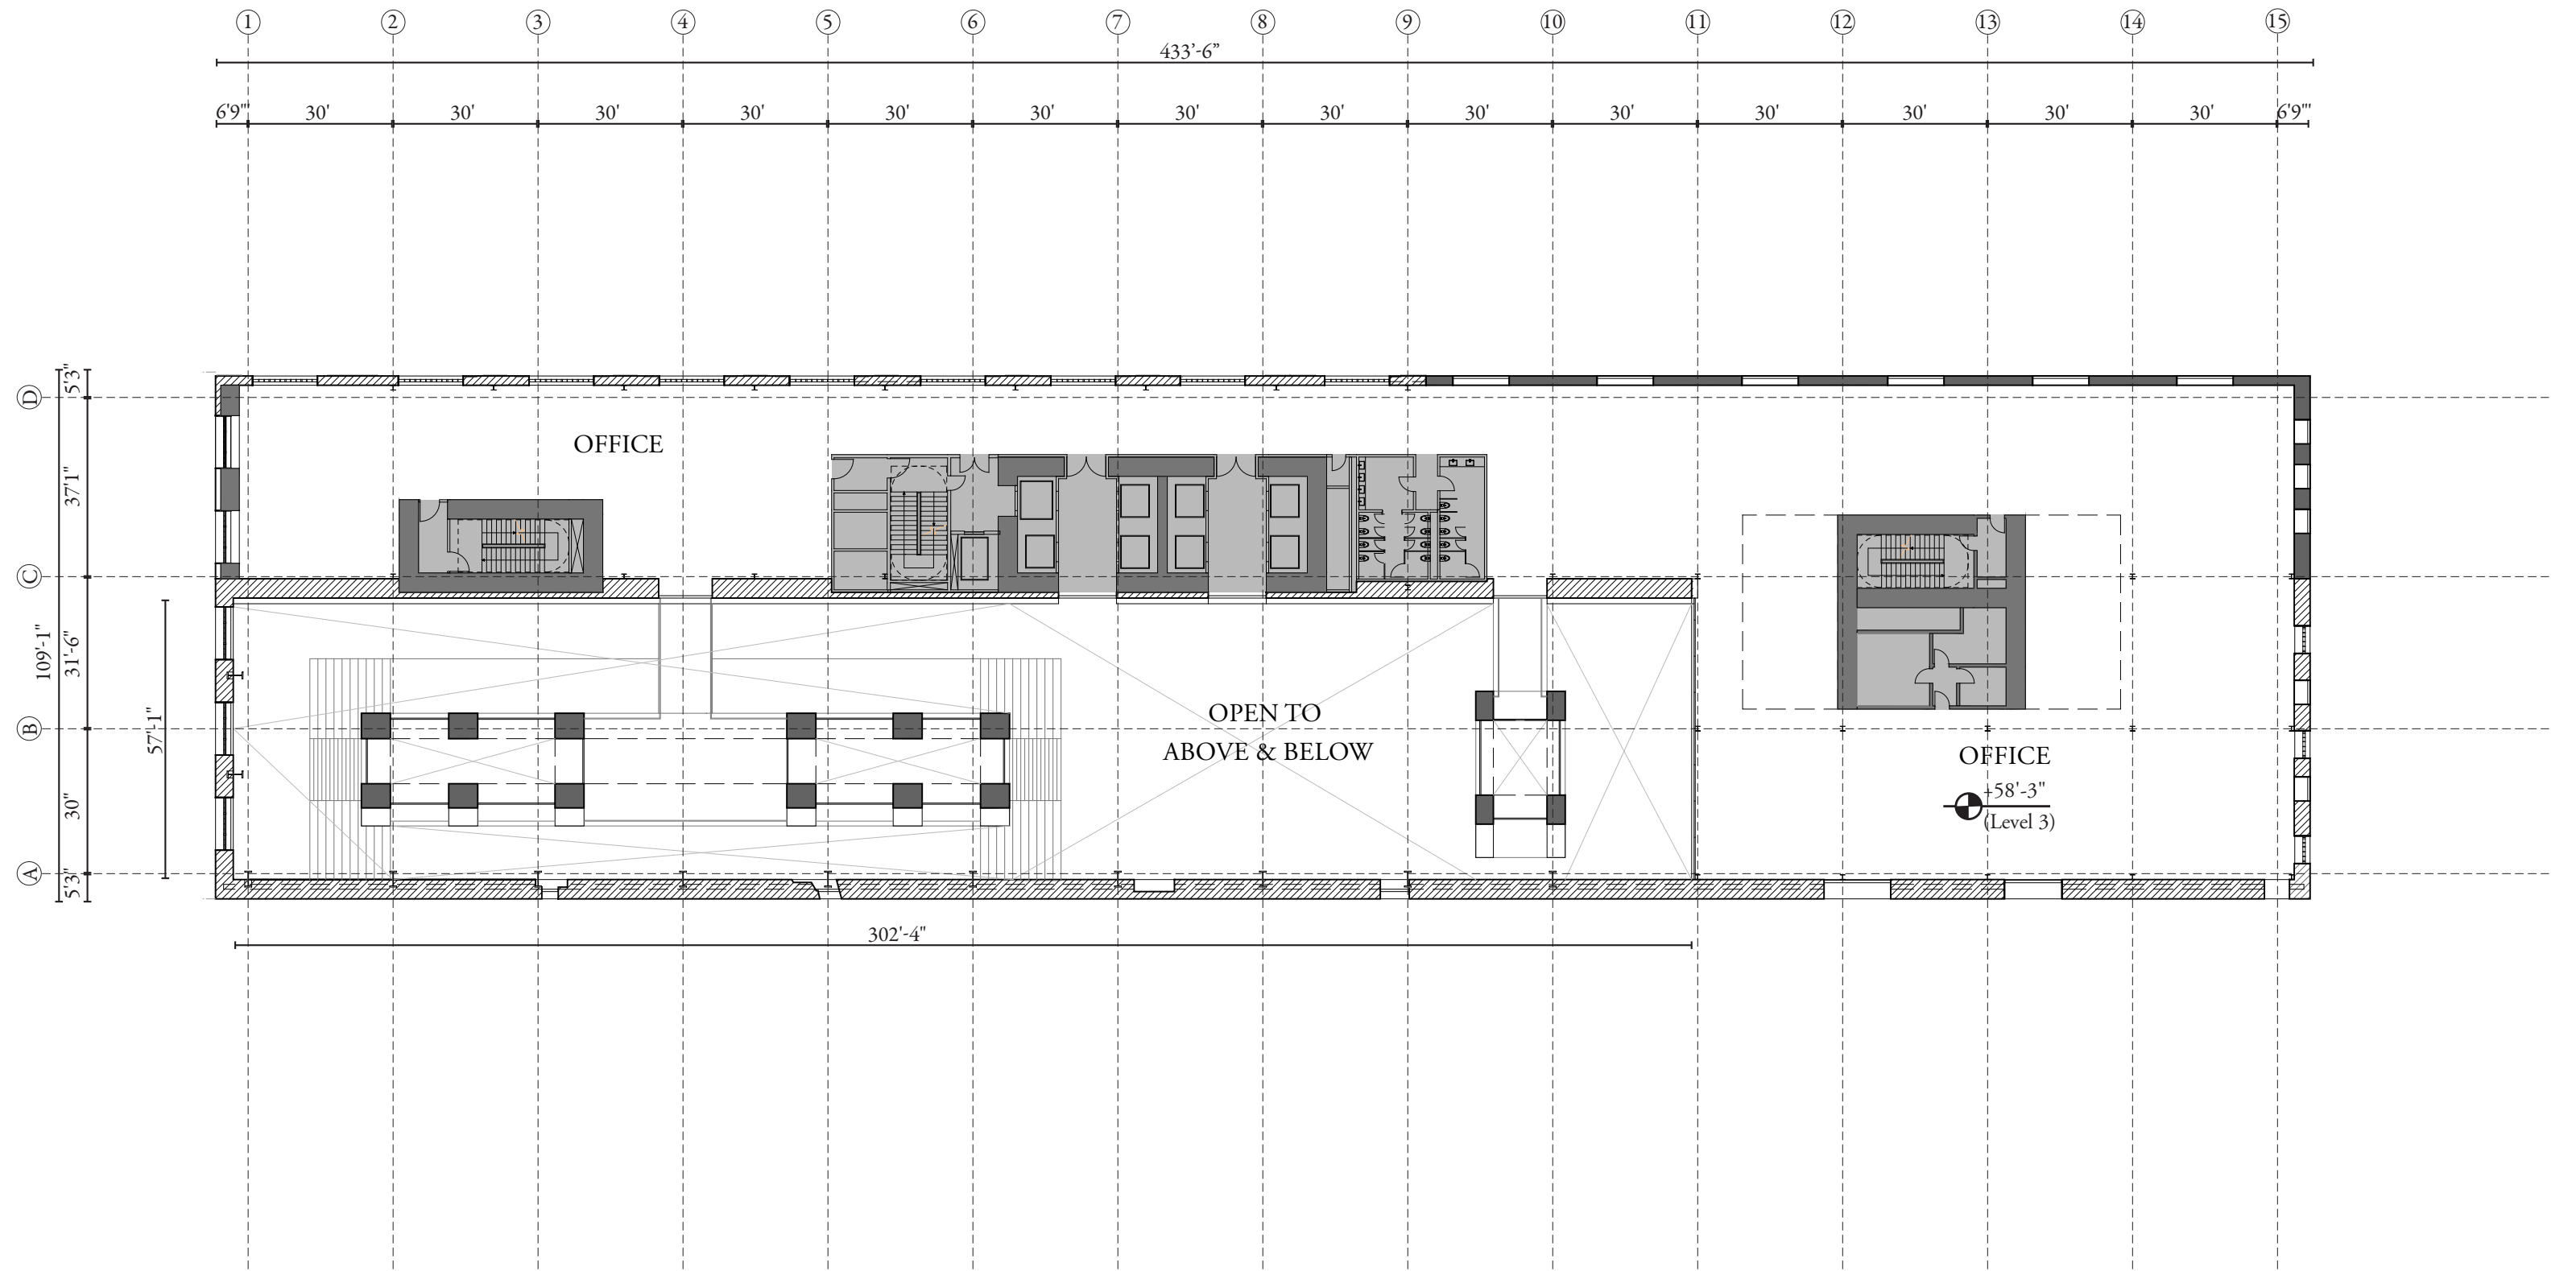 1 2 3 4 5 6 7 8 9 10 11 12 13 14 15
433'-6"
6'9'" 30' 30' 30' 30' 30' 30' 30' 30' 30' 30' 30' 30' 30' 30' 6'9'"
D
5'3"
OFFICE
37'1"
C
109'-1"
31'-6"
57'-1"
B
OPEN TO
ABOVE & BELOW
OFFICE
+58'-3"
(Level 3)
30"
A
5'3"
302'-4"